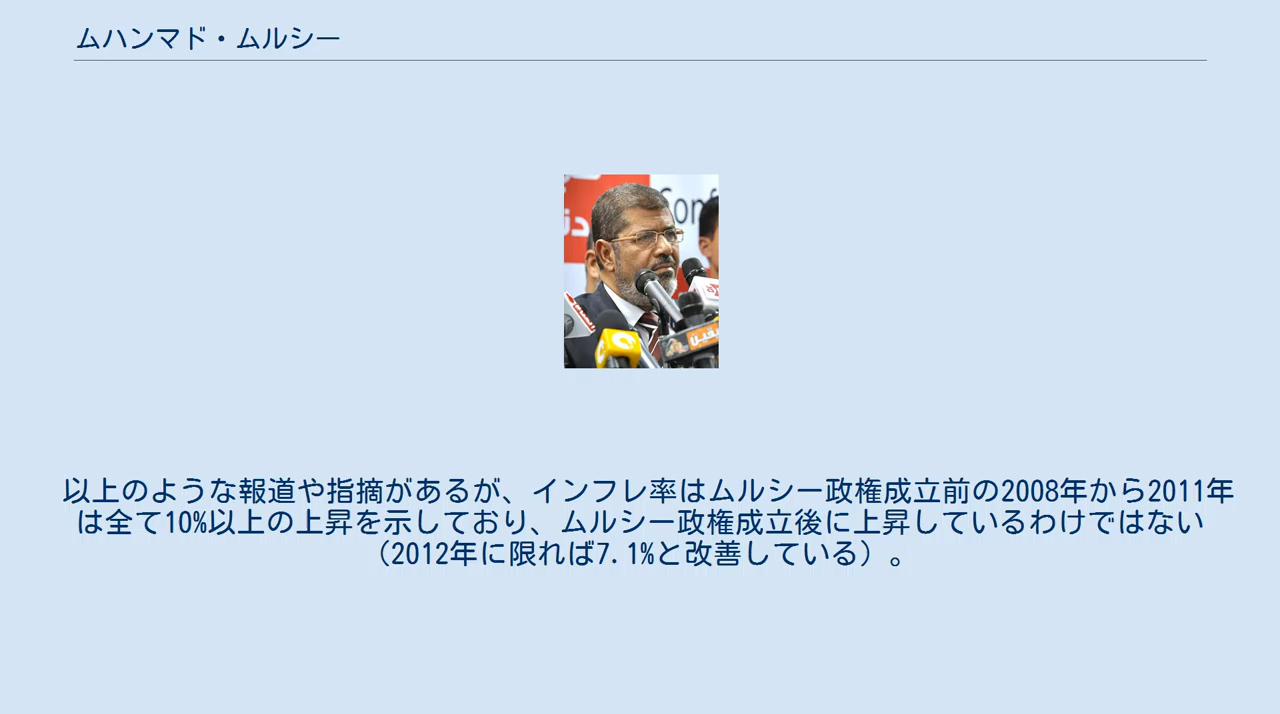 ムハンマド・ムルシー
Conf
以上のような報道や指摘があるが、インフレ率はムルシー政権成立前の2008年から2011年
は全て10%以上の上昇を示しており、ムルシー政権成立後に上昇しているわけではない
（2012年に限れば7.1%と改善している）。